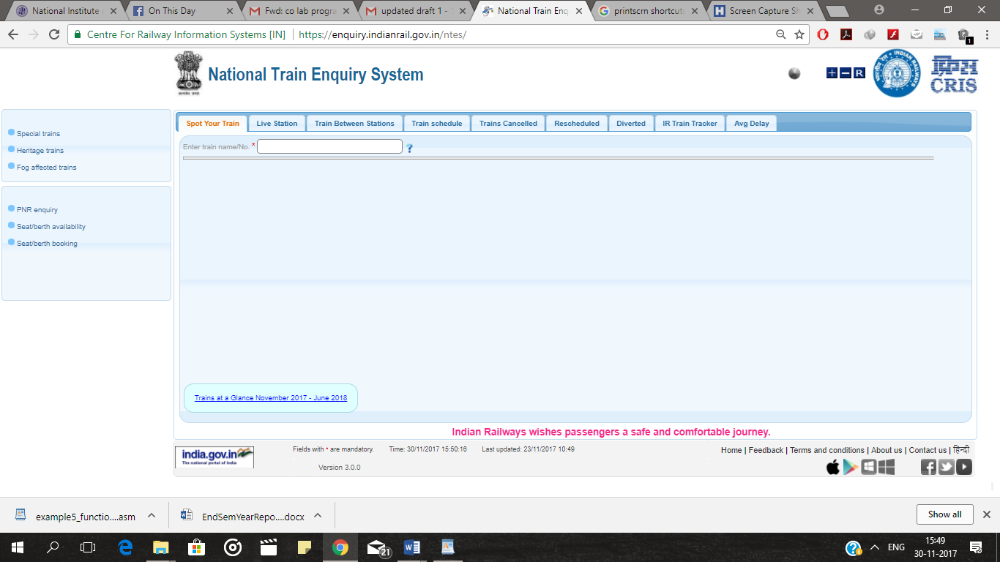 National Institute
On This Day
Fwd: co lab progra
updated draft 1 -
National Train Enq
printscrn shortcut
Screen Capture Sh
Centre For Railway Information Systems [IN] https://enquiry.indianrail.gov.in/ntes/
1
National Train Enquiry System
R
INDIAN RAILWAYS
क्रिस
CRIS
Special trains
Heritage trains
Fog affected trains
PNR enquiry
Seat/berth availability
Seat/berth booking
Spot Your Train Live Station Train Between Stations Train schedule Trains Cancelled Rescheduled Diverted IR Train Tracker Avg Delay
Enter train name/No. * ?
Trains at a Glance November 2017 - June 2018
Indian Railways wishes passengers a safe and comfortable journey.
india.gov.in
The national portal of India
Fields with * are mandatory. Time: 30/11/2017 15:50:16 Last updated: 23/11/2017 10:49
Version 3.0.0
Home | Feedback | Terms and conditions | About us | Contact us | हिन्दी
example5_functio....asm
EndSemYearRepo....docx
Show all
21
ENG
15:49
30-11-2017